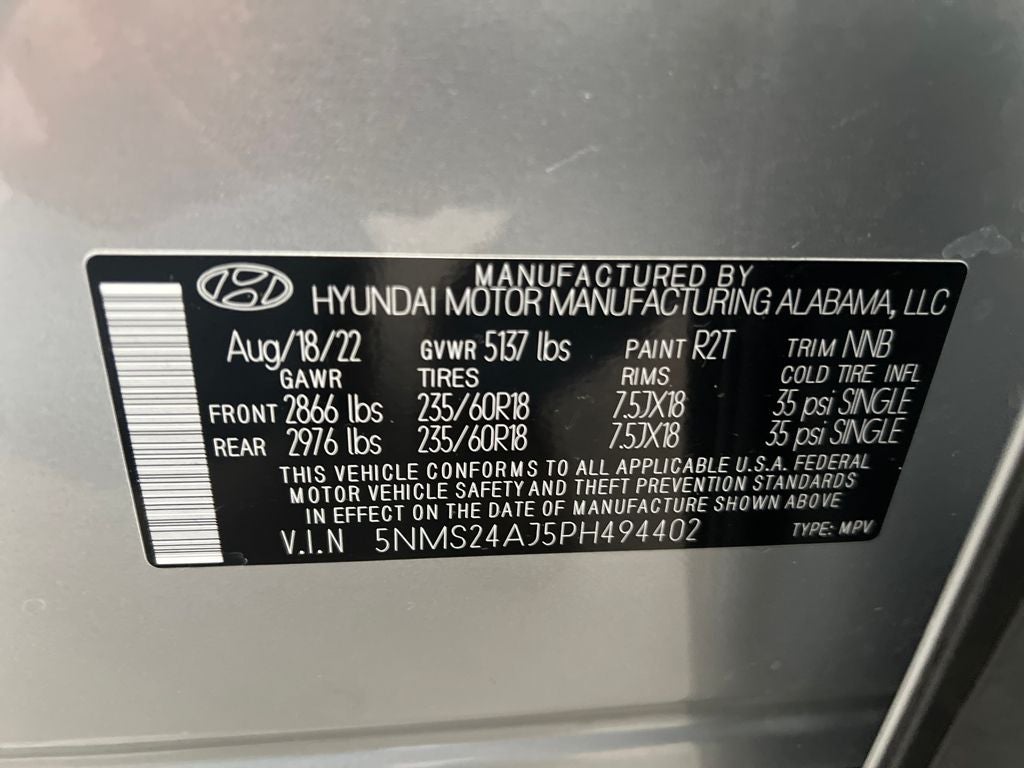 MANUFACTURED BY
HYUNDAI MOTOR MANUFACTURING ALABAMA, LLC
Aug/18/22 GVWR 5137 lbs PAINT R2T TRIM NNB
GAWR TIRES RIMS COLD TIRE INFL
FRONT 2866 lbs 235/60R18 7.5JX18 35 psi SINGLE
REAR 2976 lbs 235/60R18 7.5JX18 35 psi SINGLE
THIS VEHICLE CONFORMS TO ALL APPLICABLE U.S.A. FEDERAL
MOTOR VEHICLE SAFETY AND THEFT PREVENTION STANDARDS
IN EFFECT ON THE DATE OF MANUFACTURE SHOWN ABOVE
V.I.N 5NMS24AJ5PH494402 TYPE: MPV